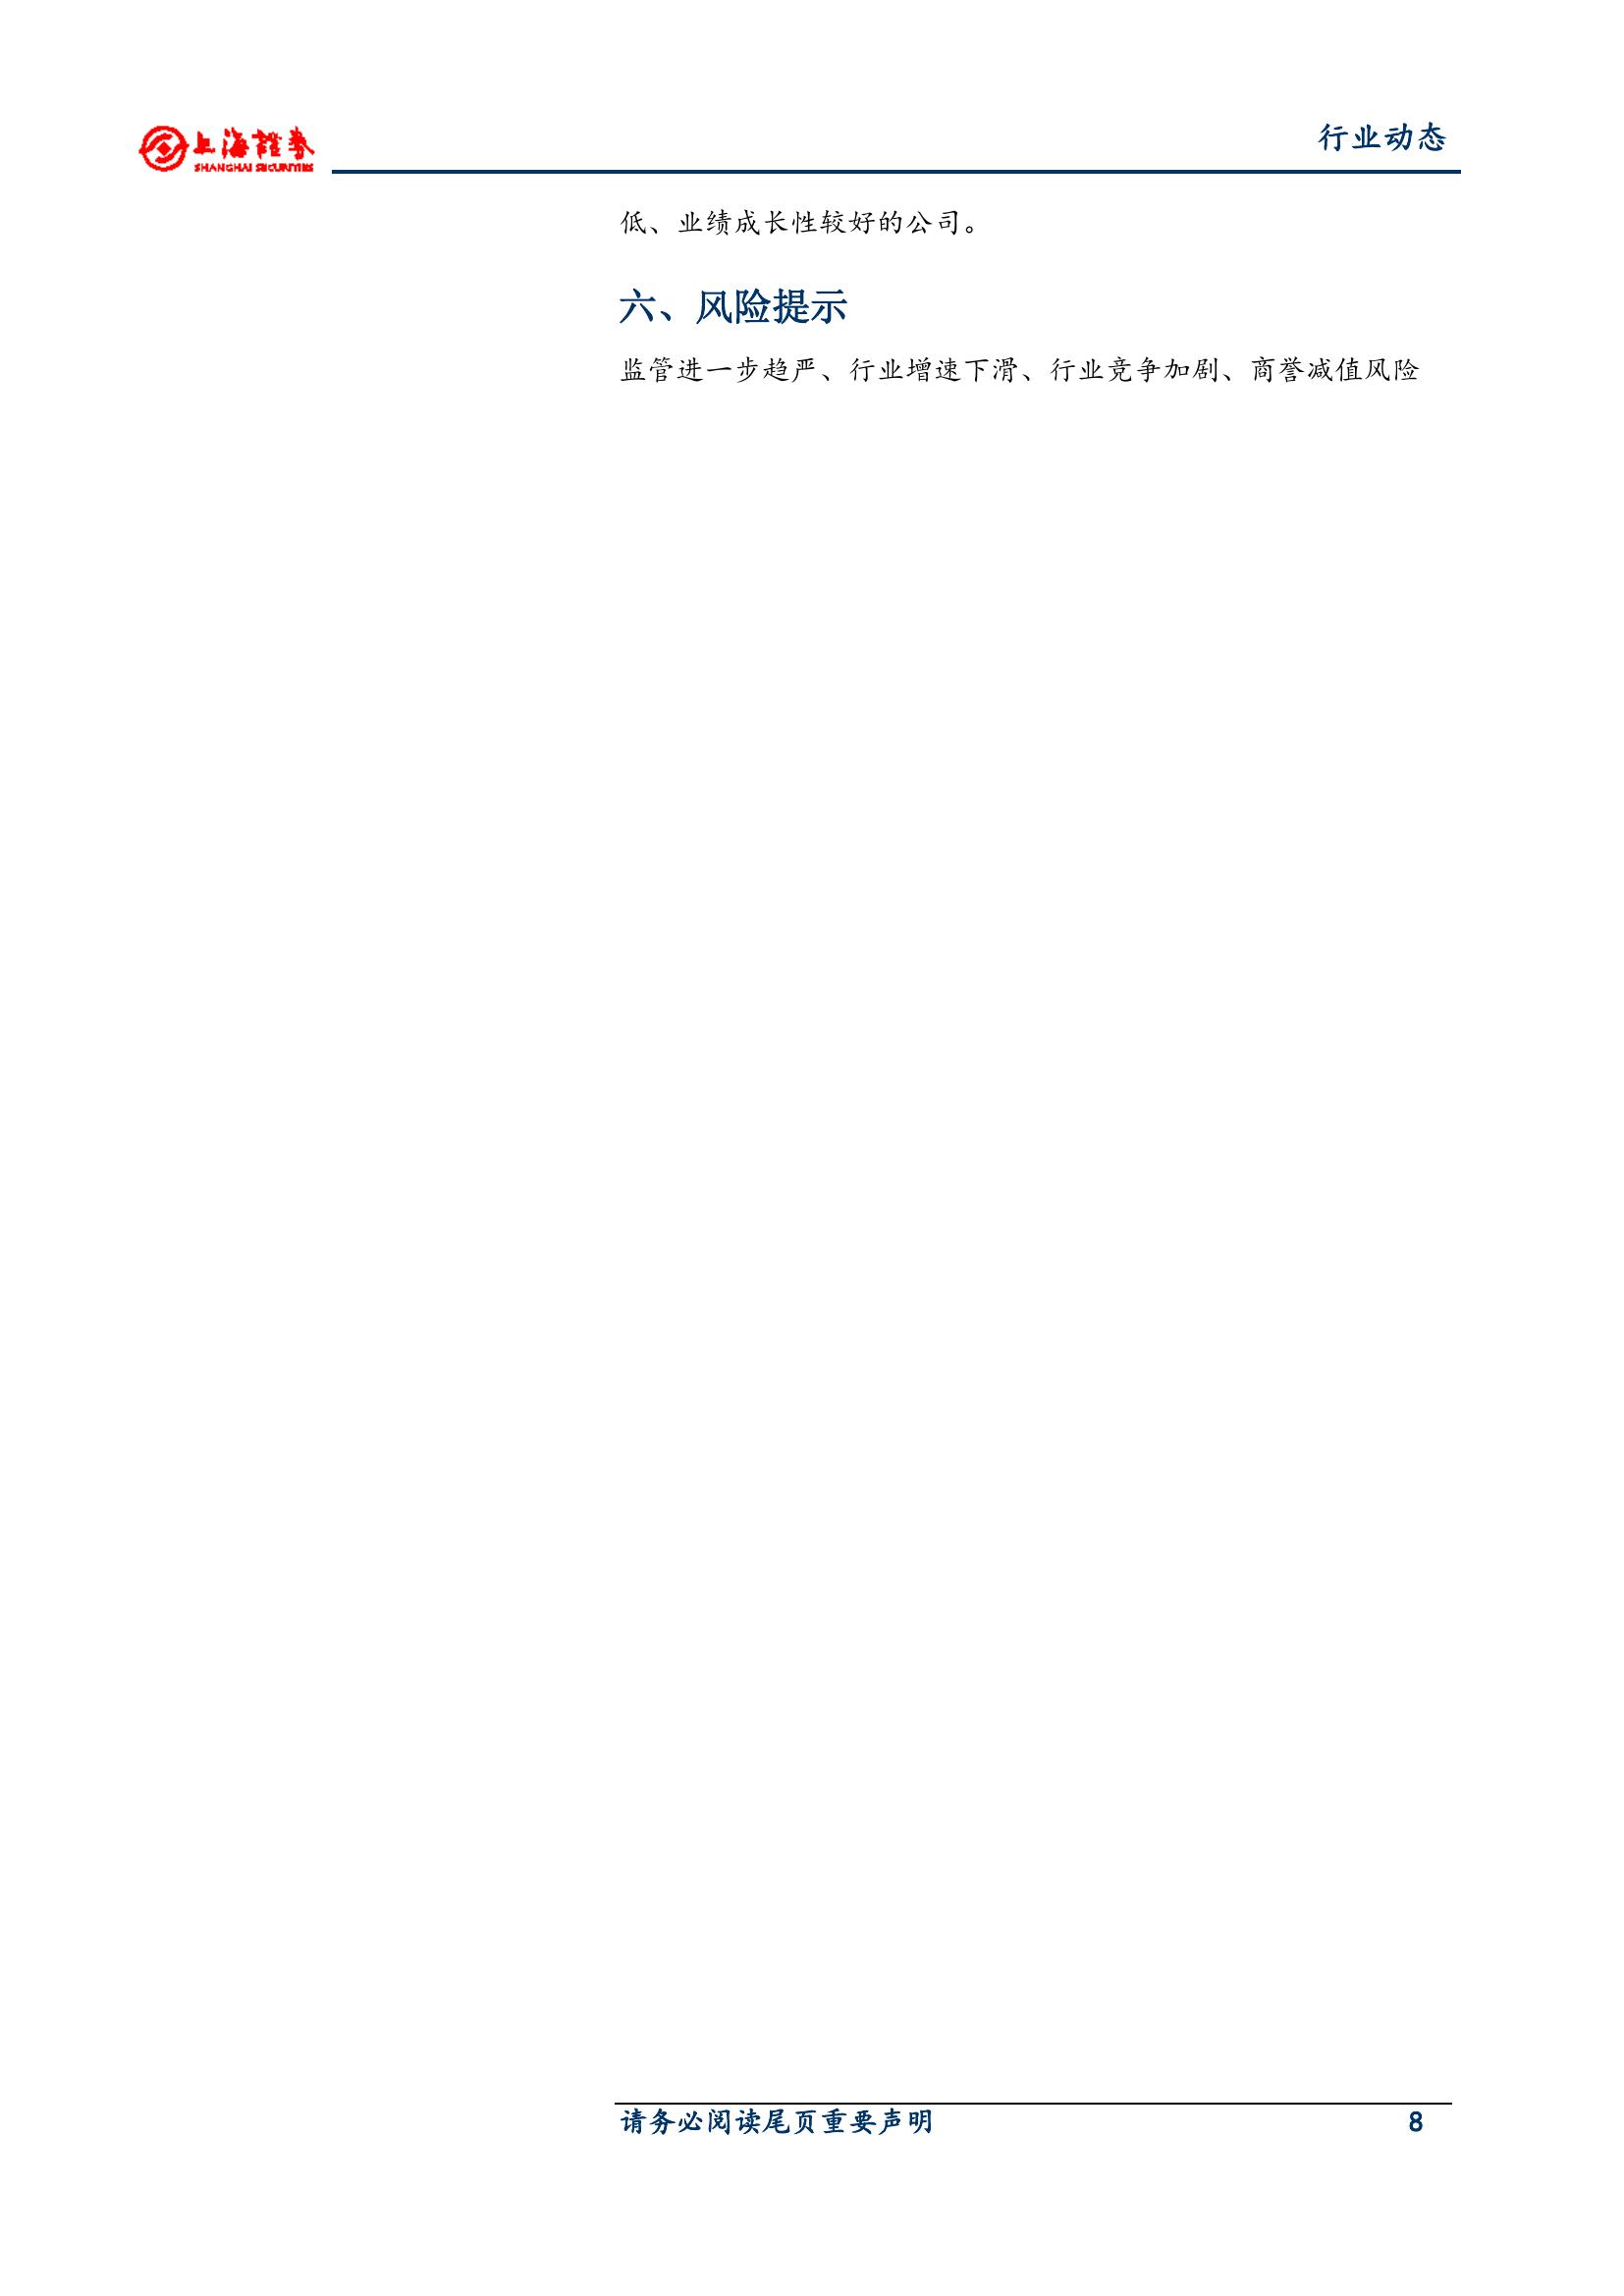 上海證券
SHANGHAI SECURITIES
行业动态
低、业绩成长性较好的公司。
六、风险提示
监管进一步趋严、行业增速下滑、行业竞争加剧、商誉减值风险
请务必阅读尾页重要声明 8